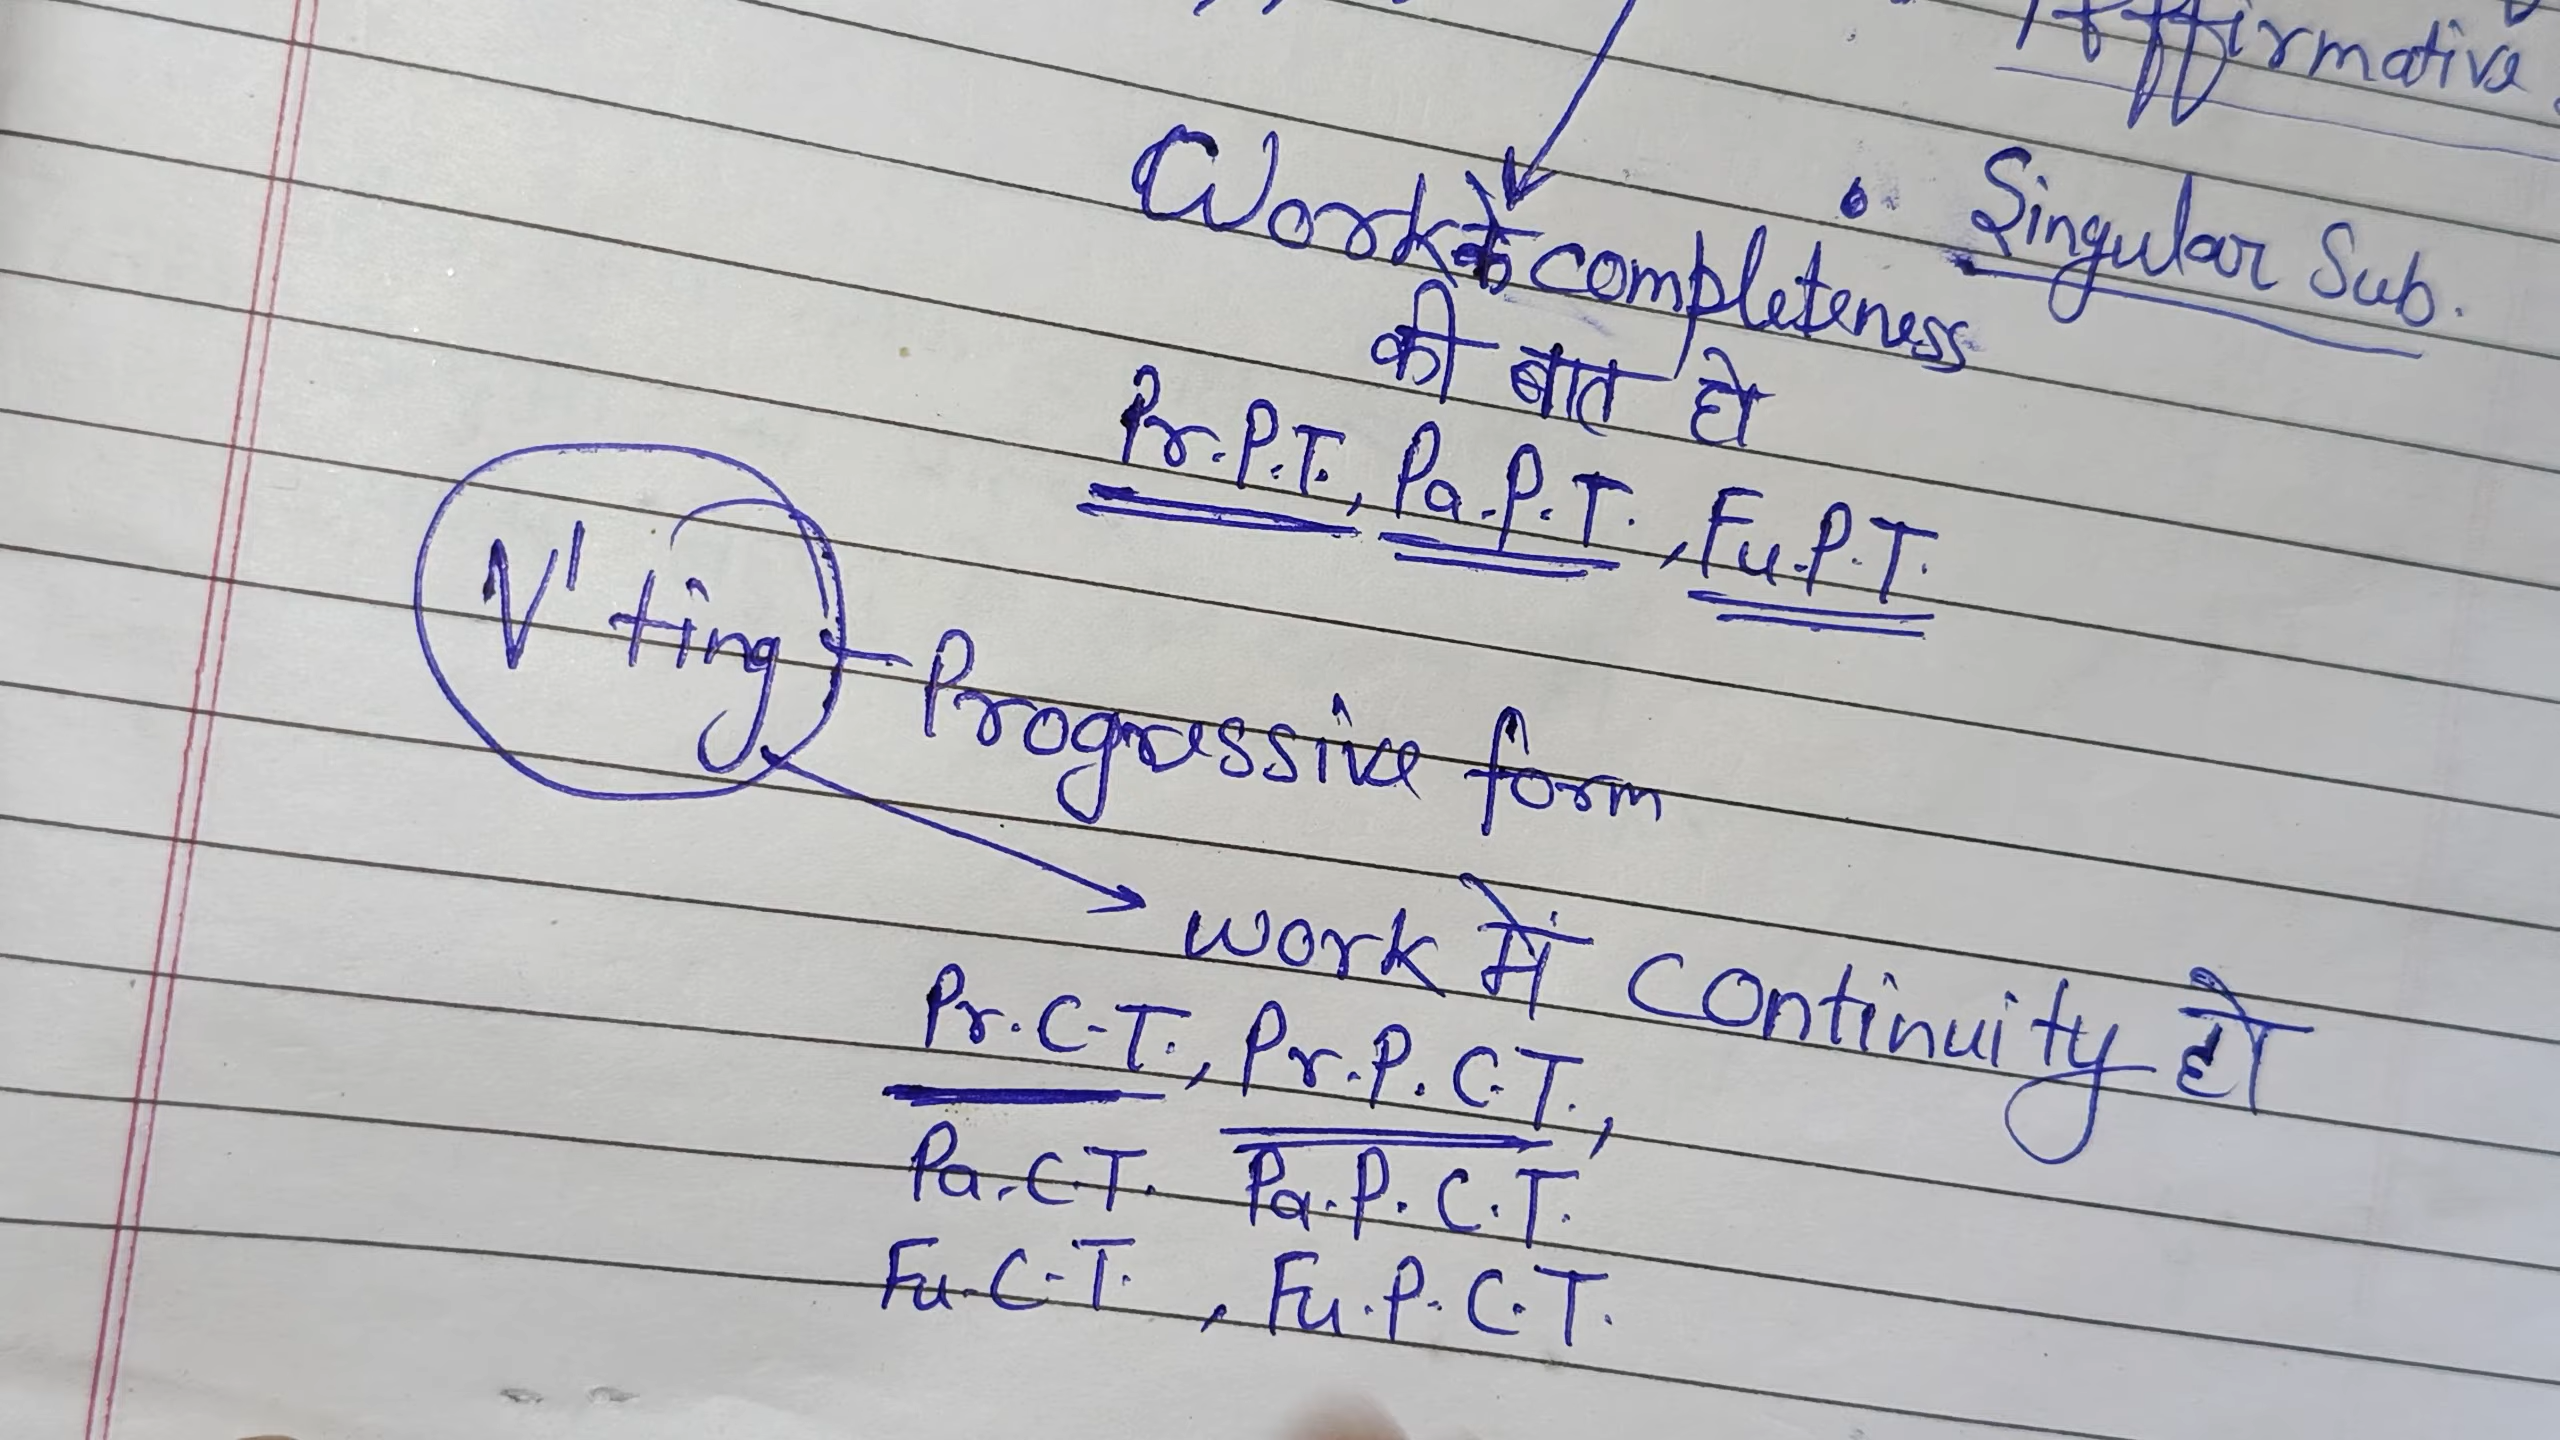 Affirmative
• Singular Sub.
Work के completeness
की बात हो
Pr.P.T., Pa.P.T., Fu.P.T.
V¹+ing - Progressive form
work में continuity हो
Pr.C.T., Pr.P.C.T.,
Pa.C.T. Pa.P.C.T.
Fu.C.T., Fu.P.C.T.